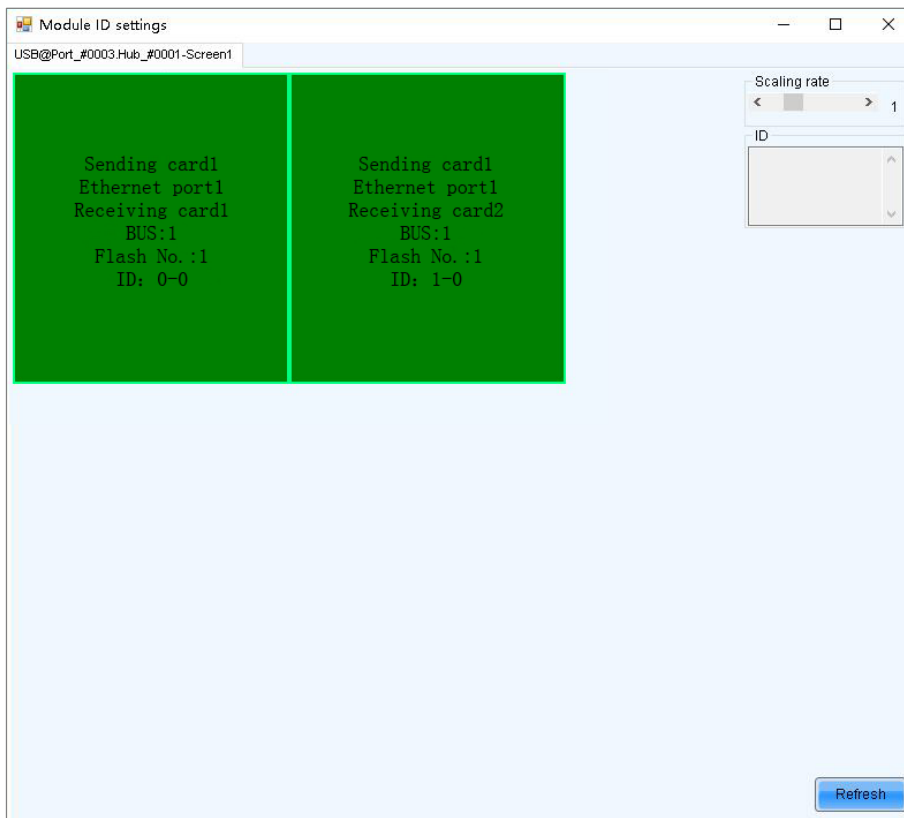 Module ID settings
USB@Port_#0003.Hub_#0001-Screen1
Sending card1
Ethernet port1
Receiving card1
BUS:1
Flash No.:1
ID: 0-0
Sending card1
Ethernet port1
Receiving card2
BUS:1
Flash No.:1
ID: 1-0
Scaling rate
1
ID
Refresh